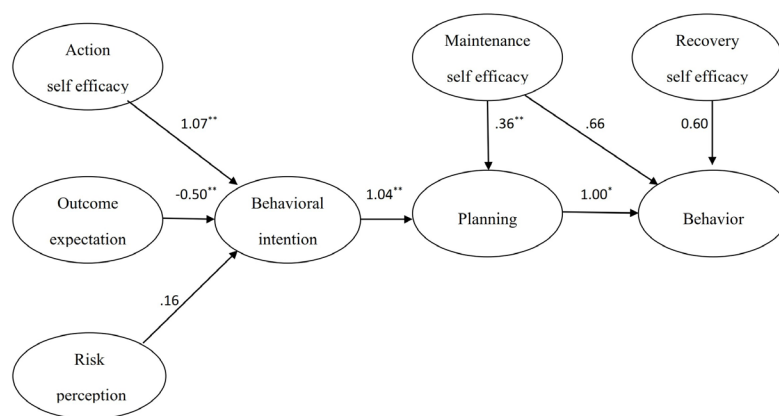 Action
self efficacy
Maintenance
self efficacy
Recovery
self efficacy
1.07**
.36**
.66
0.60
Outcome
expectation
-0.50**
Behavioral
intention
1.04**
Planning
1.00*
Behavior
.16
Risk
perception